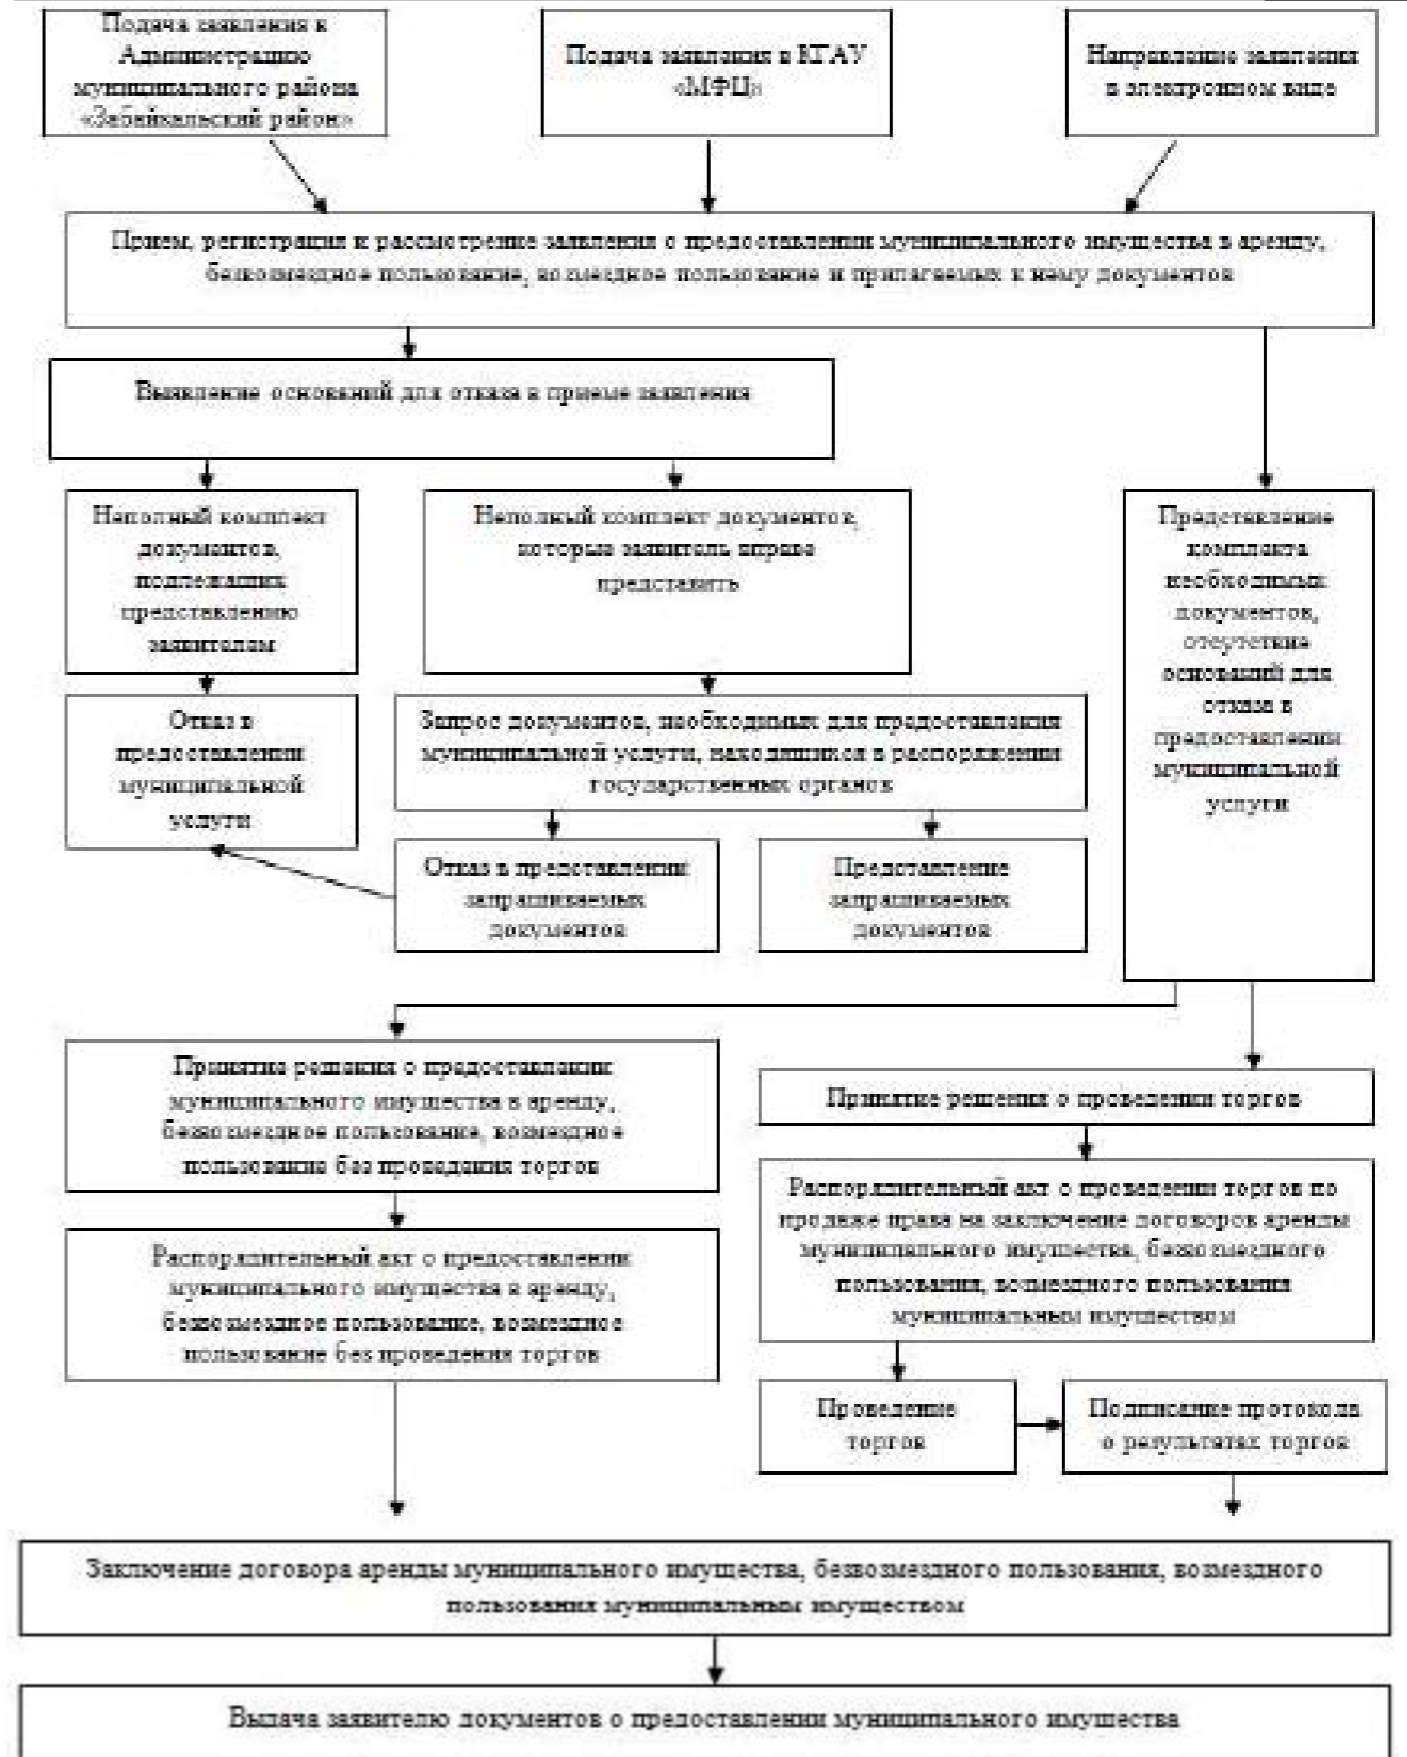 Подача заявления в
Администрацию
муниципального района
«Забайкальский район»
Подача заявления в КГАУ
«МФЦ»
Направление заявления
в электронном виде
Прием, регистрация и рассмотрение заявления о предоставлении муниципального имущества в аренду,
безвозмездное пользование, возмездное пользование и прилагаемых к нему документов
Выявление оснований для отказа в приеме заявления
Неполный комплект
документов,
подлежащих
представлению
заявителем
Неполный комплект документов,
которые заявитель вправе
представить
Представление
комплекта
необходимых
документов,
отсутствие
оснований для
отказа в
предоставлении
муниципальной
услуги
Отказ в
предоставлении
муниципальной
услуги
Запрос документов, необходимых для предоставления
муниципальной услуги, находящихся в распоряжении
государственных органов
Отказ в представлении
запрашиваемых
документов
Представление
запрашиваемых
документов
Принятие решения о предоставлении
муниципального имущества в аренду,
безвозмездное пользование, возмездное
пользование без проведения торгов
Принятие решения о проведении торгов
Распорядительный акт о предоставлении
муниципального имущества в аренду,
безвозмездное пользование, возмездное
пользование без проведения торгов
Распорядительный акт о проведении торгов по
продаже права на заключение договоров аренды
муниципального имущества, безвозмездного
пользования, возмездного пользования
муниципальным имуществом
Проведение
торгов
Подписание протокола
о результатах торгов
Заключение договора аренды муниципального имущества, безвозмездного пользования, возмездного
пользования муниципальным имуществом
Выдача заявителю документов о предоставлении муниципального имущества